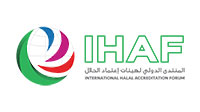 IHAF
المنتدى الدولي لهيئات إعتماد الحلال
INTERNATIONAL HALAL ACCREDITATION FORUM